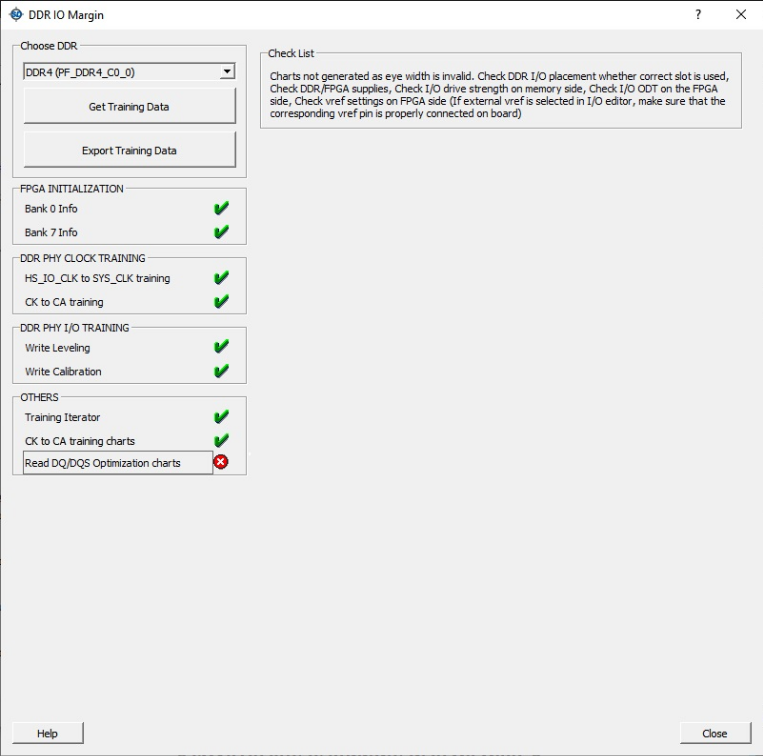 DDR IO Margin
?
Choose DDR
DDR4 (PF_DDR4_C0_0)
Get Training Data
Export Training Data
FPGA INITIALIZATION
Bank 0 Info
Bank 7 Info
DDR PHY CLOCK TRAINING
HS_IO_CLK to SYS_CLK training
CK to CA training
DDR PHY I/O TRAINING
Write Leveling
Write Calibration
OTHERS
Training Iterator
CK to CA training charts
Read DQ/DQS Optimization charts
Check List
Charts not generated as eye width is invalid. Check DDR I/O placement whether correct slot is used,
Check DDR/FPGA supplies, Check I/O drive strength on memory side, Check I/O ODT on the FPGA
side, Check vref settings on FPGA side (If external vref is selected in I/O editor, make sure that the
corresponding vref pin is properly connected on board)
Help
Close